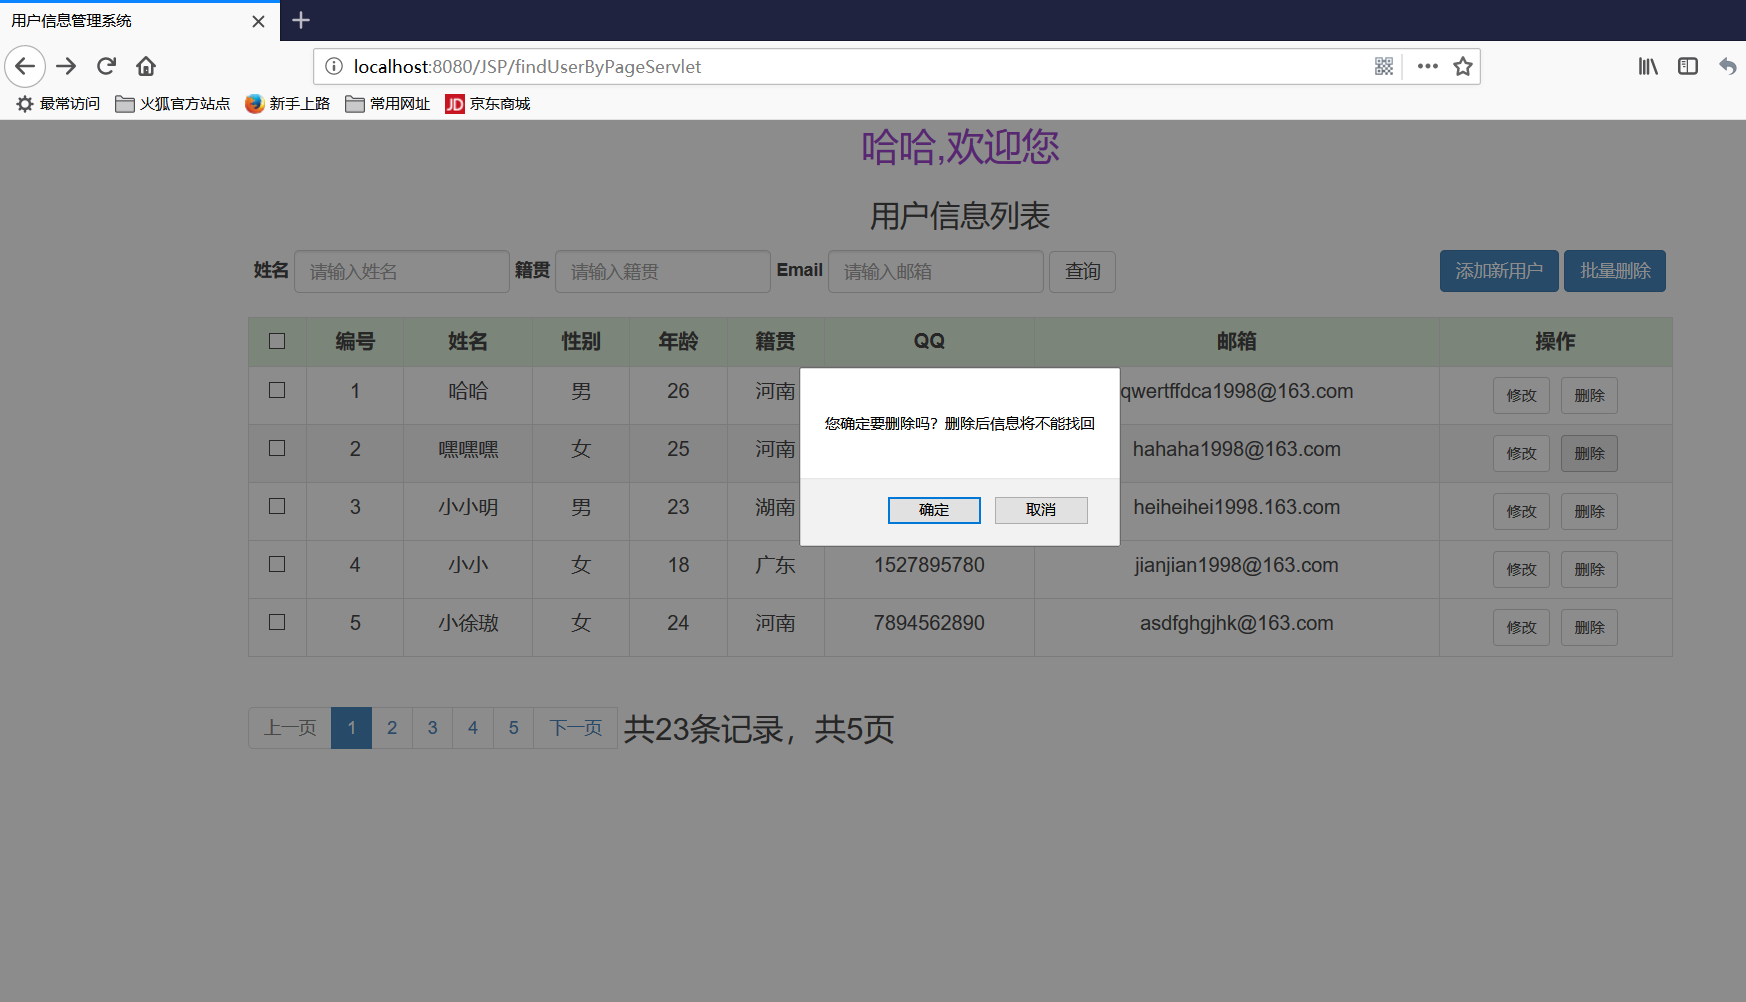 用户信息管理系统
localhost:8080/JSP/findUserByPageServlet
最常访问 火狐官方站点 新手上路 常用网址 JD 京东商城
哈哈,欢迎您
用户信息列表
姓名 请输入姓名 籍贯 请输入籍贯 Email 请输入邮箱 查询 添加新用户 批量删除
编号 姓名 性别 年龄 籍贯 QQ 邮箱 操作
1 哈哈 男 26 河南 qwertffdca1998@163.com 修改 删除
您确定要删除吗？删除后信息将不能找回
2 嘿嘿嘿 女 25 河南 hahaha1998@163.com 修改 删除
3 小小明 男 23 湖南 heiheihei1998.163.com 修改 删除
确定 取消
4 小小 女 18 广东 1527895780 jianjian1998@163.com 修改 删除
5 小徐璈 女 24 河南 7894562890 asdfghgjhk@163.com 修改 删除
上一页 1 2 3 4 5 下一页 共23条记录，共5页